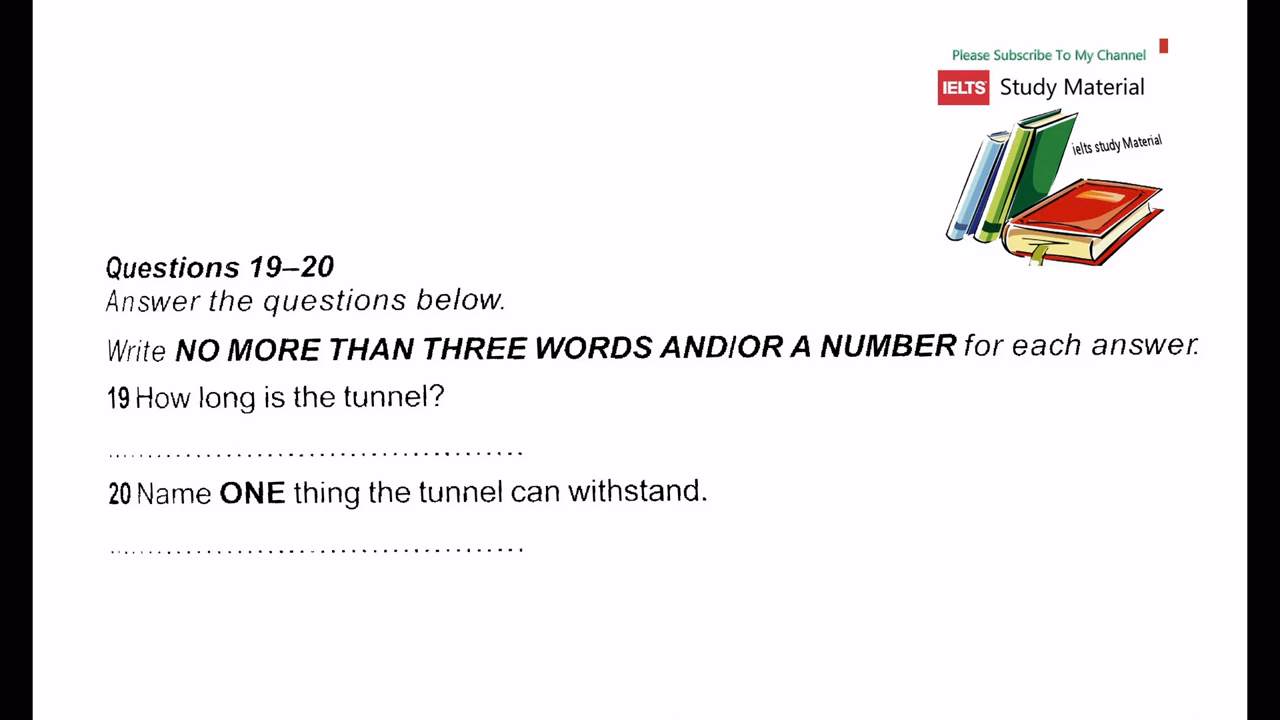 Please Subscribe To My Channel
IELTS Study Material
ielts study Material
Questions 19–20
Answer the questions below.
Write NO MORE THAN THREE WORDS AND/OR A NUMBER for each answer.
19 How long is the tunnel?
................................................
20 Name ONE thing the tunnel can withstand.
................................................